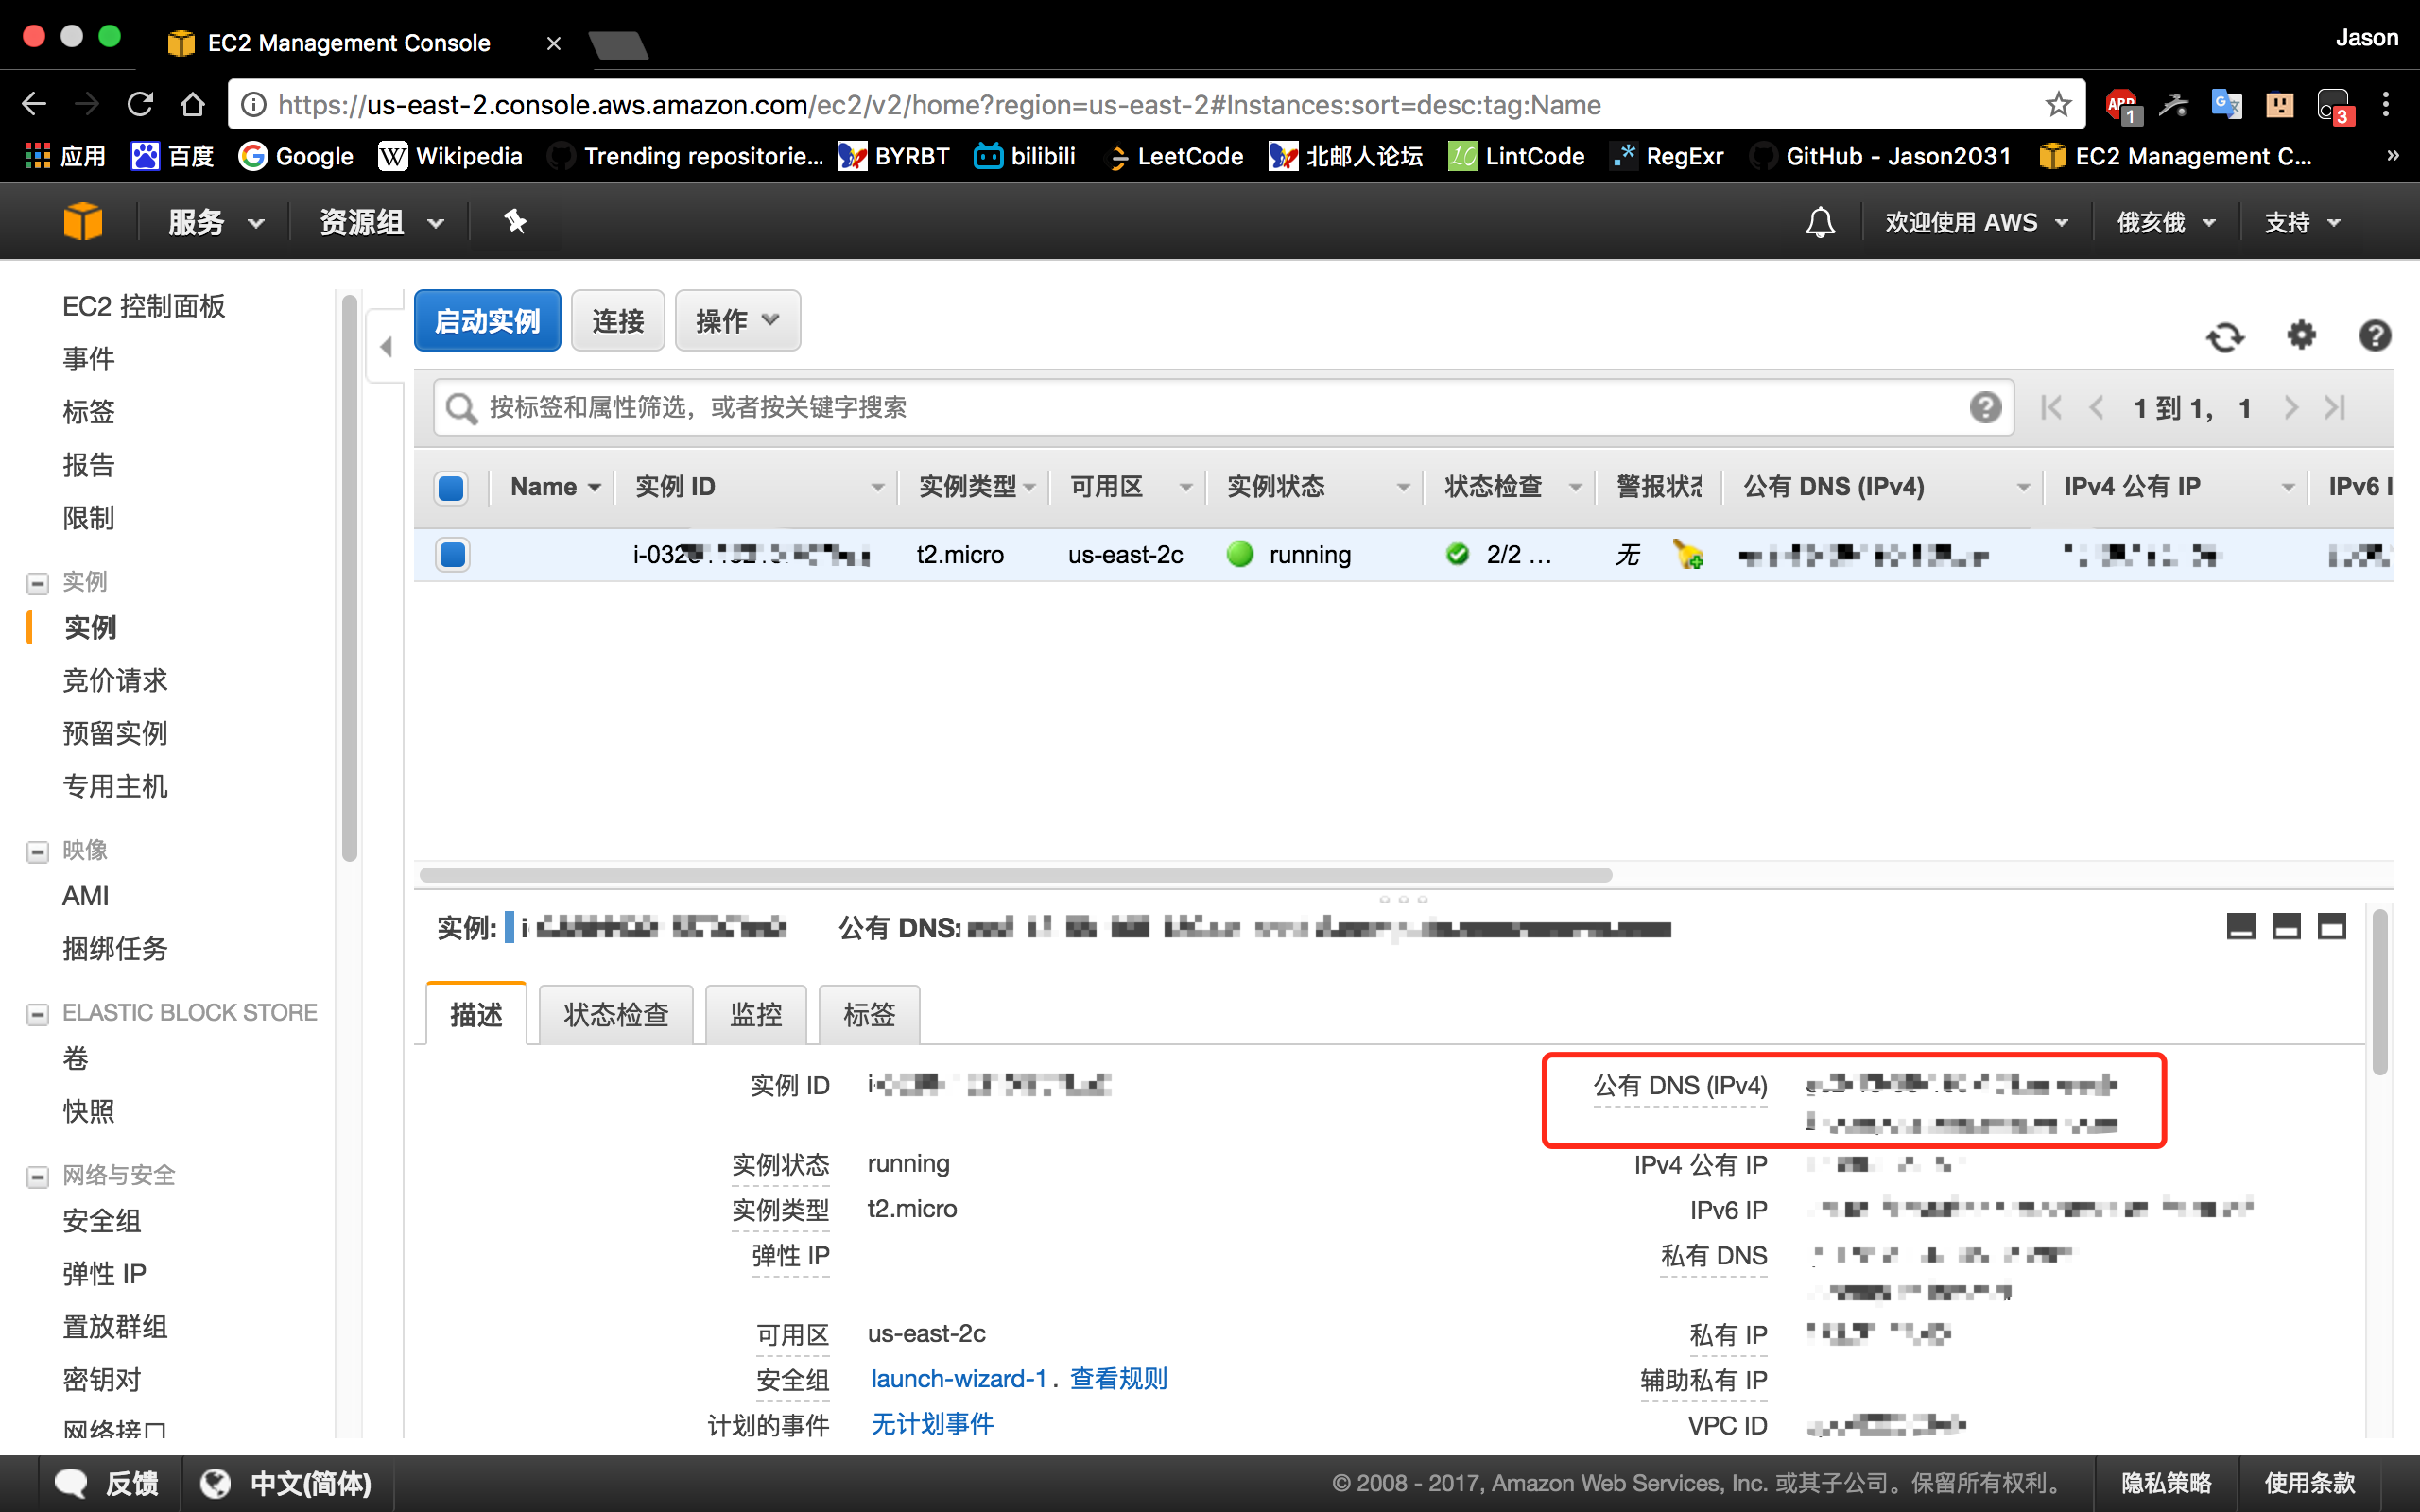 EC2 Management Console
Jason
https://us-east-2.console.aws.amazon.com/ec2/v2/home?region=us-east-2#Instances:sort=desc:tag:Name
ABP 1 3
应用 百度 Google Wikipedia Trending repositorie... BYRBT bilibili LeetCode 北邮人论坛 LintCode RegExr GitHub - Jason2031 EC2 Management C... »
服务 资源组 欢迎使用 AWS 俄亥俄 支持
EC2 控制面板
事件
标签
报告
限制
实例
实例
竞价请求
预留实例
专用主机
映像
AMI
捆绑任务
ELASTIC BLOCK STORE
卷
快照
网络与安全
安全组
弹性 IP
置放群组
密钥对
网络接口
启动实例 连接 操作
按标签和属性筛选，或者按关键字搜索
1 到 1， 1
Name 实例 ID 实例类型 可用区 实例状态 状态检查 警报状态 公有 DNS (IPv4) IPv4 公有 IP IPv6 I
i-032 t2.micro us-east-2c running 2/2 ... 无
实例: i 公有 DNS:
描述 状态检查 监控 标签
实例 ID i-
公有 DNS (IPv4)
实例状态 running
IPv4 公有 IP
实例类型 t2.micro
IPv6 IP
弹性 IP
私有 DNS
可用区 us-east-2c
私有 IP
安全组 launch-wizard-1. 查看规则
辅助私有 IP
计划的事件 无计划事件
VPC ID
反馈 中文(简体)
© 2008 - 2017, Amazon Web Services, Inc. 或其子公司。保留所有权利。 隐私策略 使用条款